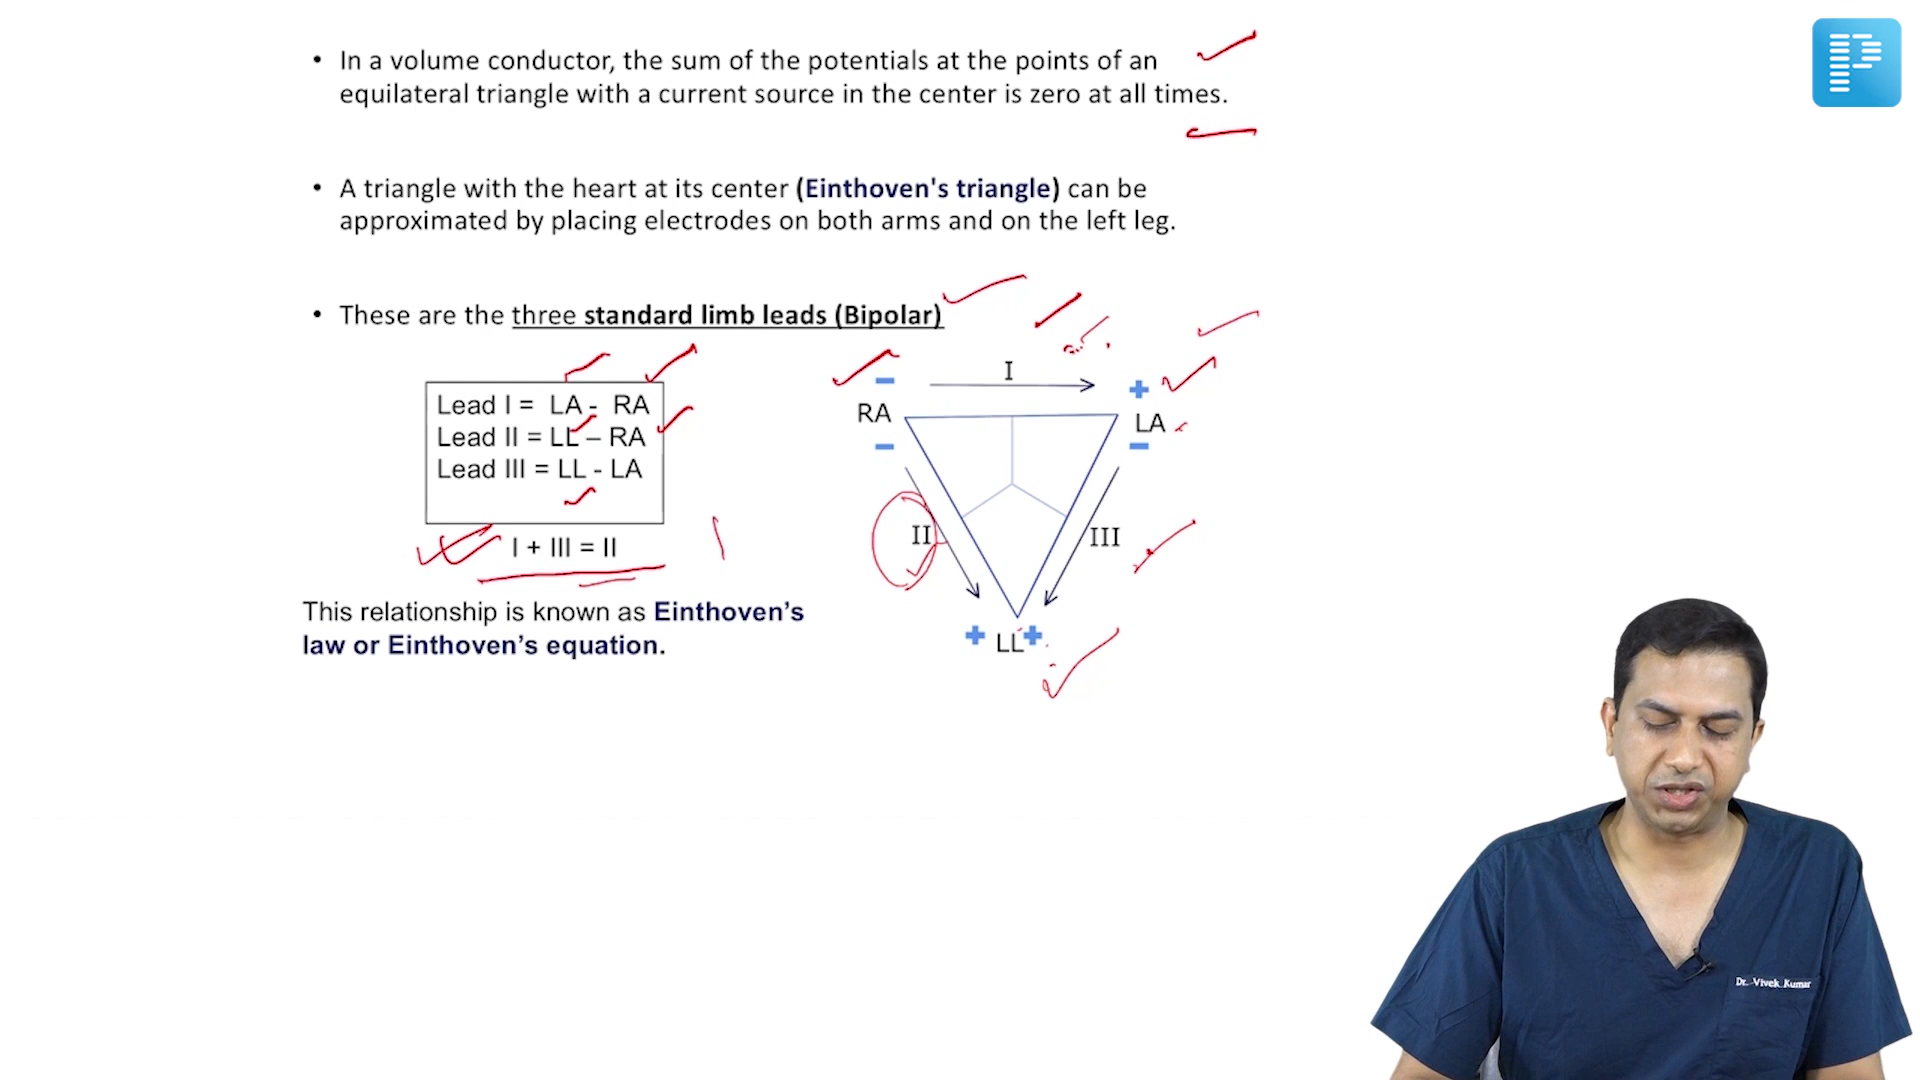 • In a volume conductor, the sum of the potentials at the points of an
equilateral triangle with a current source in the center is zero at all times.
• A triangle with the heart at its center (Einthoven's triangle) can be
approximated by placing electrodes on both arms and on the left leg.
• These are the three standard limb leads (Bipolar)
Lead I = LA - RA
Lead II = LL – RA
Lead III = LL - LA
I + III = II
This relationship is known as Einthoven’s
law or Einthoven’s equation.
I
RA
LA
II
III
LL
Dr. Vivek Kumar